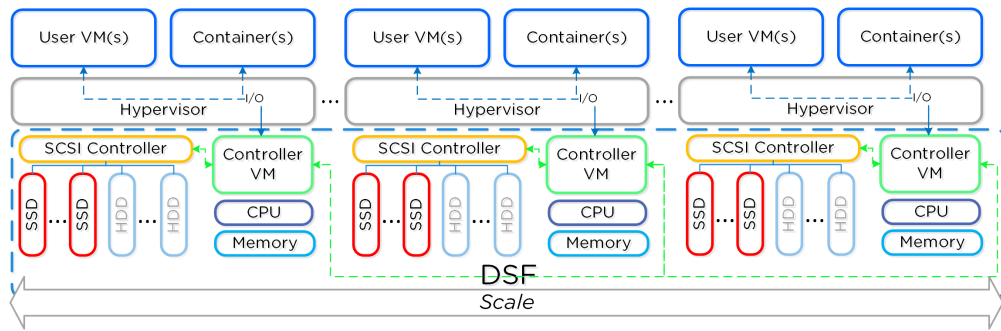 User VM(s)
Container(s)
User VM(s)
Container(s)
User VM(s)
Container(s)
I/O
Hypervisor
...
I/O
Hypervisor
...
I/O
Hypervisor
SCSI Controller
Controller
VM
SSD
...
SSD
HDD
...
HDD
CPU
Memory
SCSI Controller
Controller
VM
SSD
...
SSD
HDD
...
HDD
CPU
Memory
SCSI Controller
Controller
VM
SSD
...
SSD
HDD
...
HDD
CPU
Memory
DSF
Scale